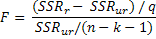 F = (SSR_r − SSR_ur) / q
SSR_ur/(n − k − 1)